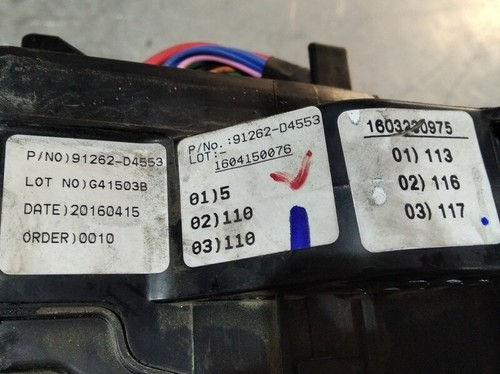 P/NO)91262-D4553
LOT NO)G41503B
DATE)20160415
ORDER)0010
P/No.:91262-D4553
LOT:-
1604150076
01)5
02)110
03)110
01) 113
02) 116
03) 117